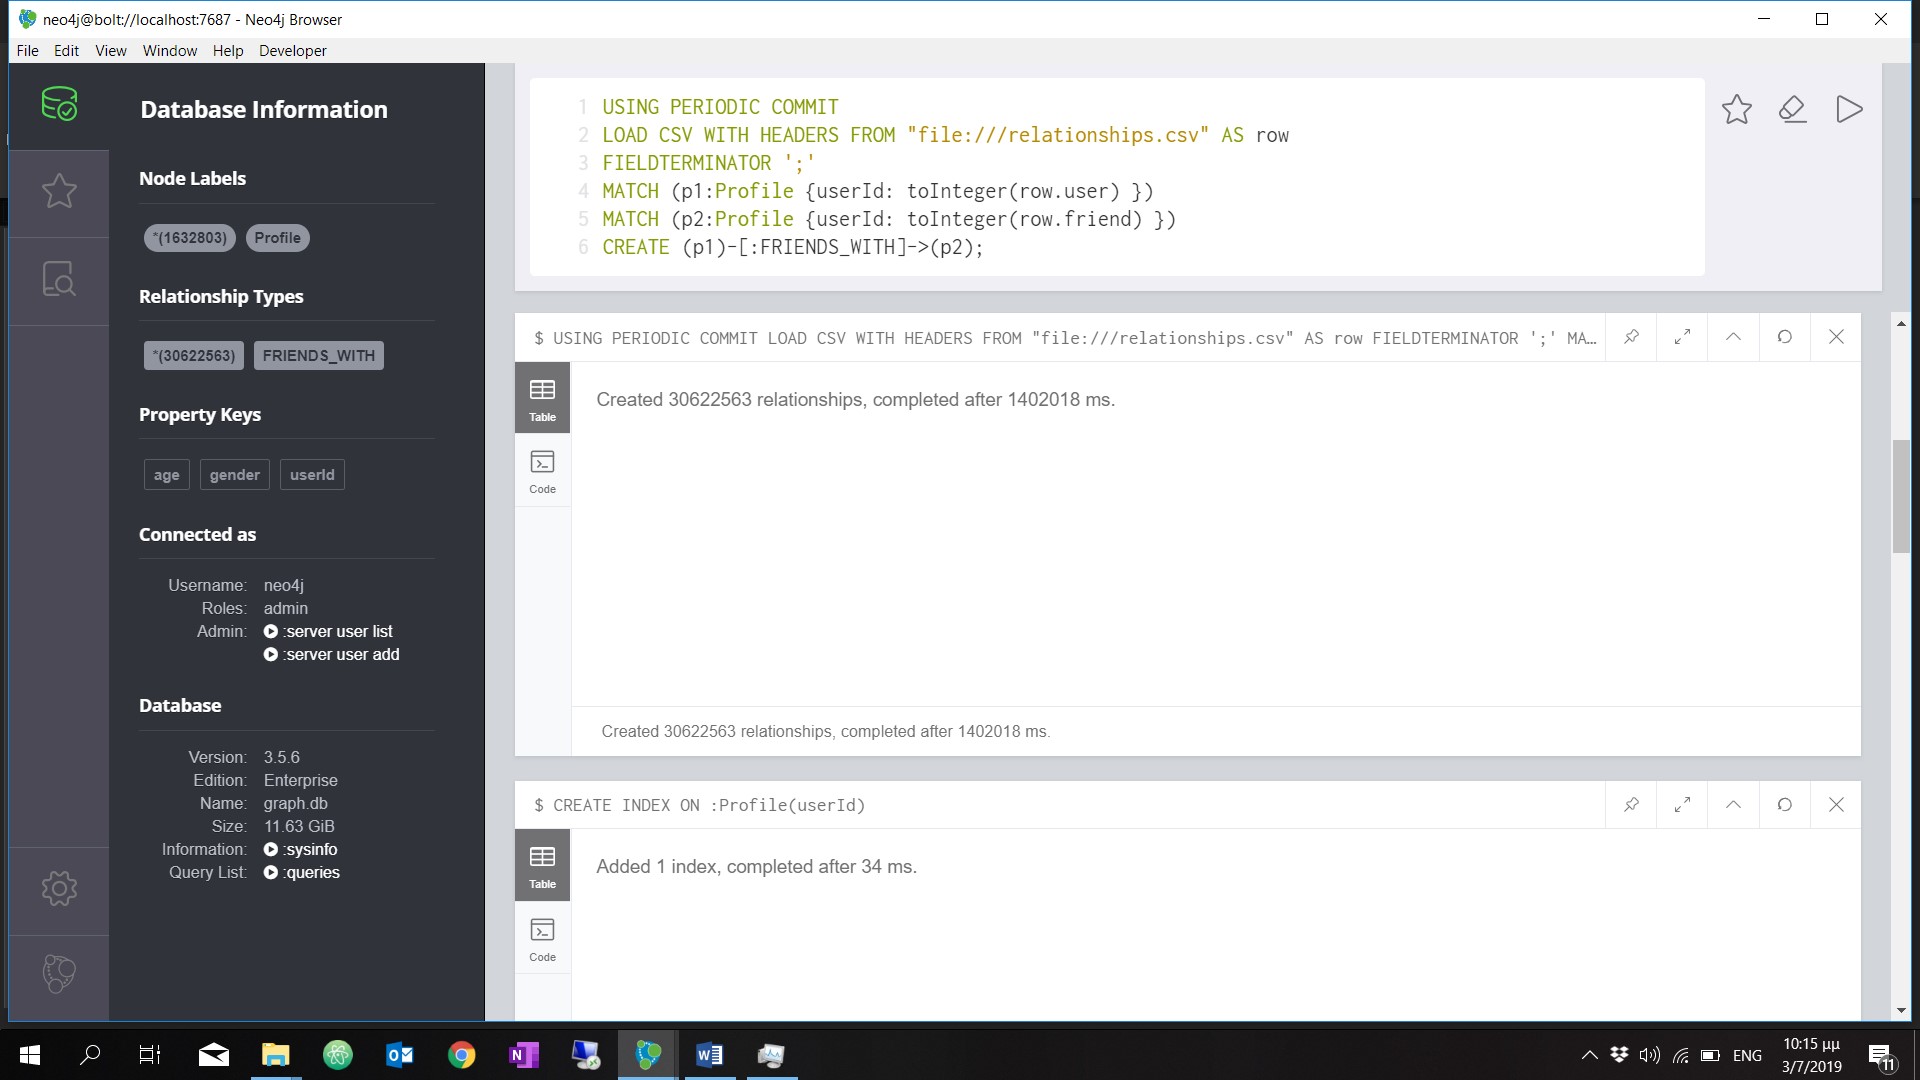 neo4j@bolt://localhost:7687 - Neo4j Browser
File Edit View Window Help Developer
Database Information
Node Labels
*(1632803) Profile
Relationship Types
*(30622563) FRIENDS_WITH
Property Keys
age gender userId
Connected as
Username: neo4j
Roles: admin
Admin: :server user list
:server user add
Database
Version: 3.5.6
Edition: Enterprise
Name: graph.db
Size: 11.63 GiB
Information: :sysinfo
Query List: :queries
1 USING PERIODIC COMMIT
2 LOAD CSV WITH HEADERS FROM "file:///relationships.csv" AS row
3 FIELDTERMINATOR ';'
4 MATCH (p1:Profile {userId: toInteger(row.user) })
5 MATCH (p2:Profile {userId: toInteger(row.friend) })
6 CREATE (p1)-[:FRIENDS_WITH]->(p2);
$ USING PERIODIC COMMIT LOAD CSV WITH HEADERS FROM "file:///relationships.csv" AS row FIELDTERMINATOR ';' MA…
Table
Code
Created 30622563 relationships, completed after 1402018 ms.
Created 30622563 relationships, completed after 1402018 ms.
$ CREATE INDEX ON :Profile(userId)
Table
Code
Added 1 index, completed after 34 ms.
ENG
10:15 μμ
3/7/2019
11